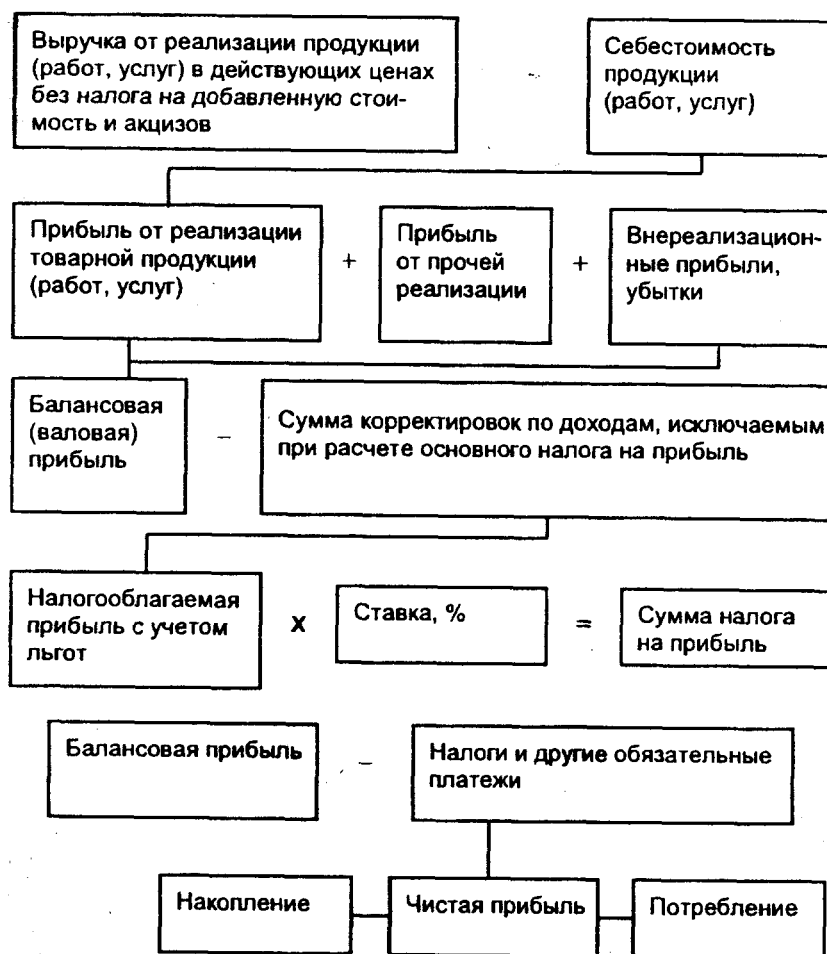 Выручка от реализации продукции
(работ, услуг) в действующих ценах
без налога на добавленную стои-
мость и акцизов
-
Себестоимость
продукции
(работ, услуг)
Прибыль от реализации
товарной продукции
(работ, услуг)
+
Прибыль
от прочей
реализации
+
Внереализацион-
ные прибыли,
убытки
Балансовая
(валовая)
прибыль
–
Сумма корректировок по доходам, исключаемым
при расчете основного налога на прибыль
Налогооблагаемая
прибыль с учетом
льгот
х
Ставка, %
=
Сумма налога
на прибыль
Балансовая прибыль
–
Налоги и другие обязательные
платежи
Накопление
Чистая прибыль
Потребление